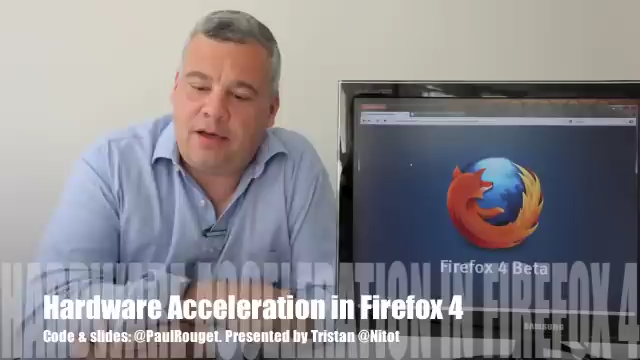 Firefox 4 Beta
HARDWARE ACCELERATION IN FIREFOX 4
Hardware Acceleration in Firefox 4
SAMSUNG
Code & slides: @PaulRouget. Presented by Tristan @Nitot